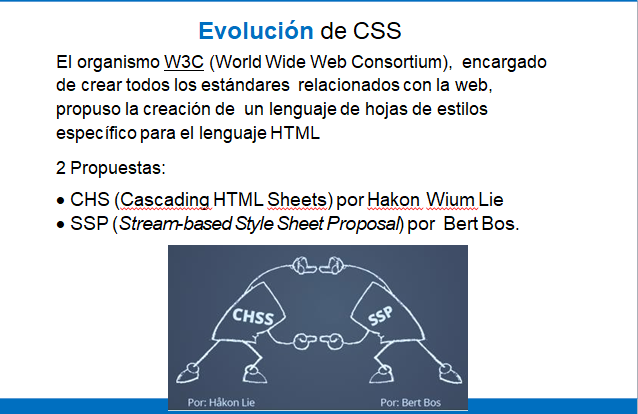 Evolución de CSS
El organismo W3C (World Wide Web Consortium), encargado
de crear todos los estándares relacionados con la web,
propuso la creación de un lenguaje de hojas de estilos
específico para el lenguaje HTML
2 Propuestas:
• CHS (Cascading HTML Sheets) por Hakon Wium Lie
• SSP (Stream-based Style Sheet Proposal) por Bert Bos.
CHSS
SSP
Por: Håkon Lie
Por: Bert Bos